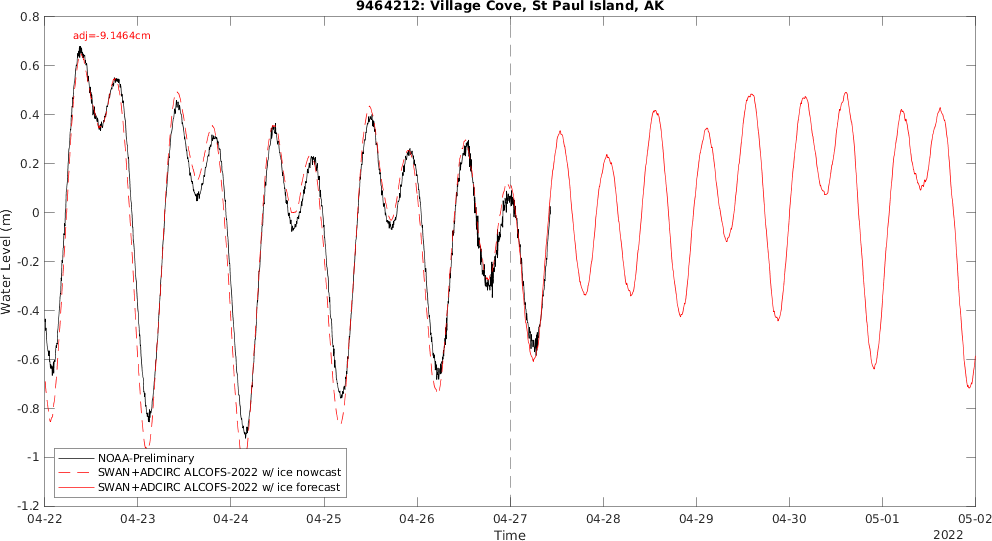 9464212: Village Cove, St Paul Island, AK
adj=-9.1464cm
Water Level (m)
0.8
0.6
0.4
0.2
0
-0.2
-0.4
-0.6
-0.8
-1
-1.2
NOAA-Preliminary
SWAN+ADCIRC ALCOFS-2022 w/ ice nowcast
SWAN+ADCIRC ALCOFS-2022 w/ ice forecast
04-22 04-23 04-24 04-25 04-26 04-27 04-28 04-29 04-30 05-01 05-02
Time
2022